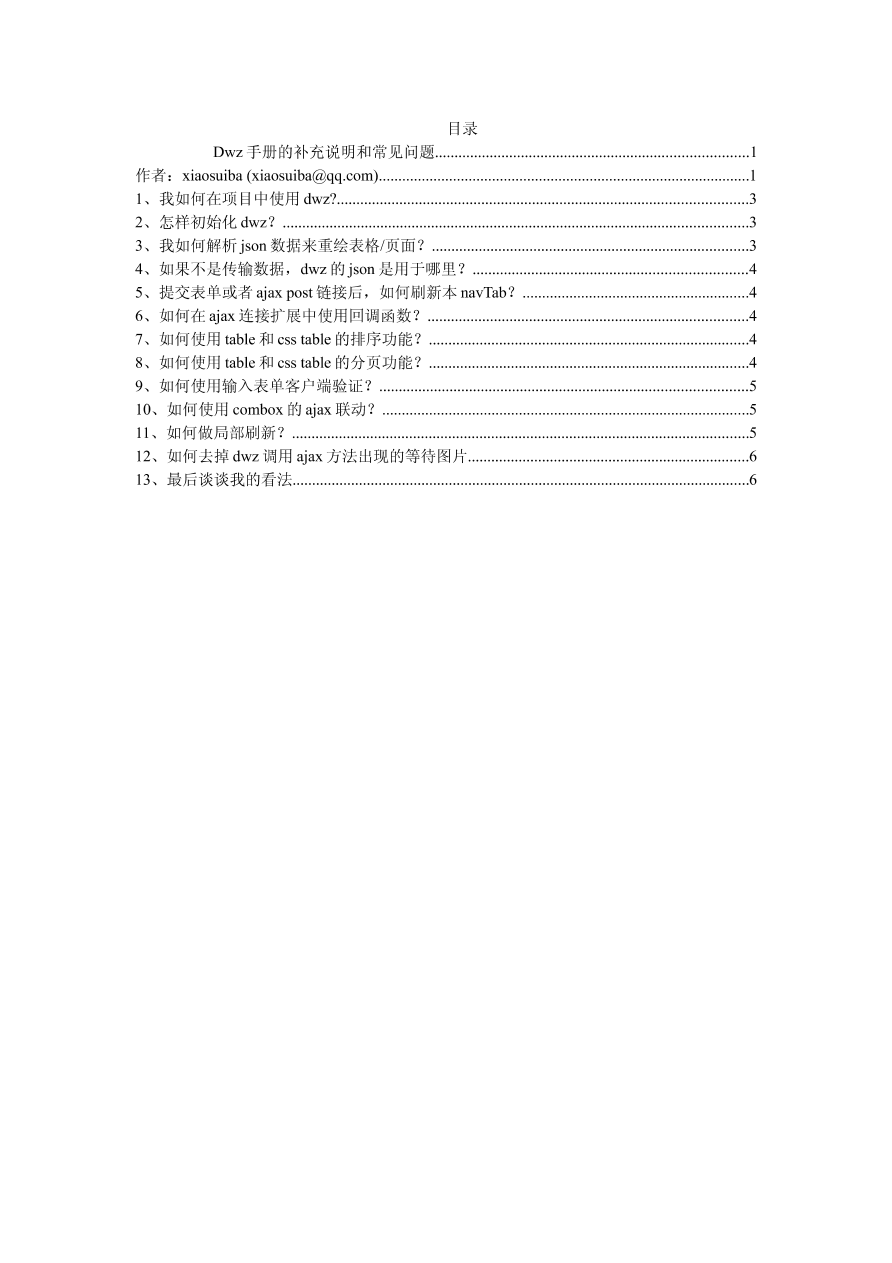 目录
Dwz 手册的补充说明和常见问题................................................................................1
作者：xiaosuiba (xiaosuiba@qq.com)...............................................................................................1
1、我如何在项目中使用 dwz?..........................................................................................................3
2、怎样初始化 dwz？........................................................................................................................3
3、我如何解析 json 数据来重绘表格/页面？.................................................................................3
4、如果不是传输数据，dwz 的 json 是用于哪里？.......................................................................4
5、提交表单或者 ajax post 链接后，如何刷新本 navTab？..........................................................4
6、如何在 ajax 连接扩展中使用回调函数？..................................................................................4
7、如何使用 table 和 css table 的排序功能？..................................................................................4
8、如何使用 table 和 css table 的分页功能？..................................................................................4
9、如何使用输入表单客户端验证？...............................................................................................5
10、如何使用 combox 的 ajax 联动？..............................................................................................5
11、如何做局部刷新？.....................................................................................................................5
12、如何去掉 dwz 调用 ajax 方法出现的等待图片........................................................................6
13、最后谈谈我的看法.....................................................................................................................6